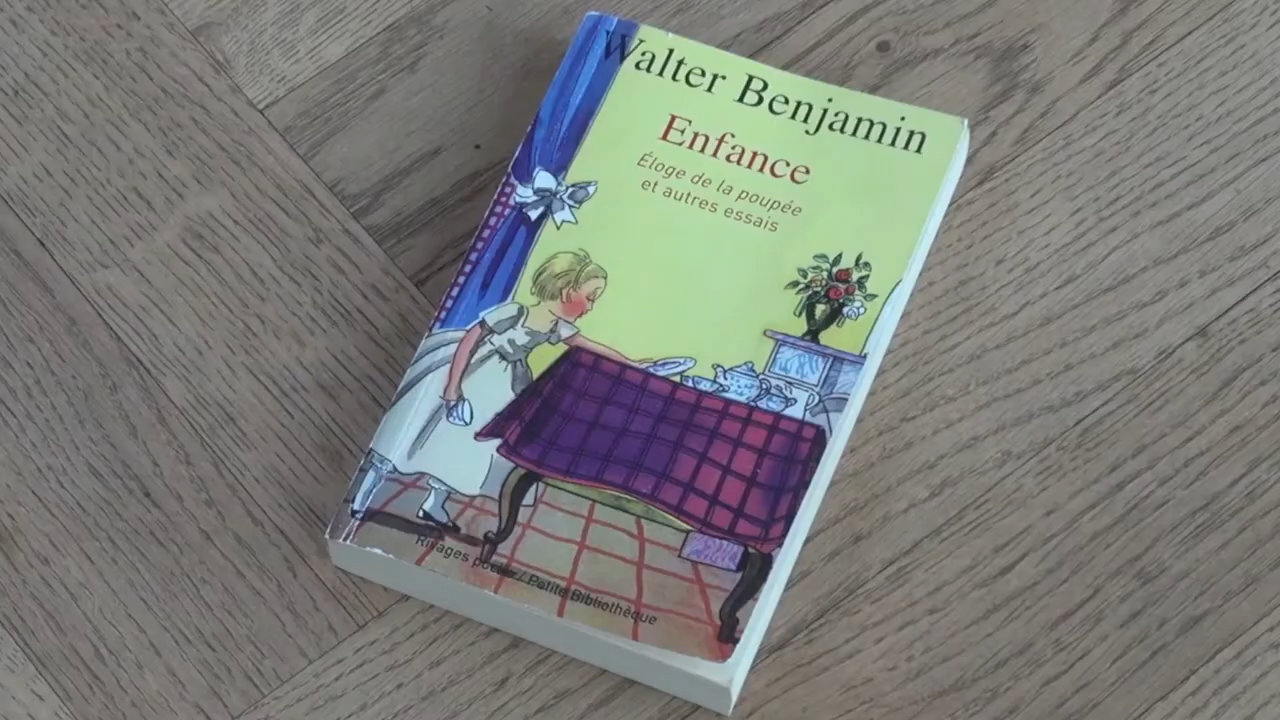 Walter Benjamin
Enfance
Éloge de la poupée
et autres essais
Rivages poche / Petite Bibliothèque